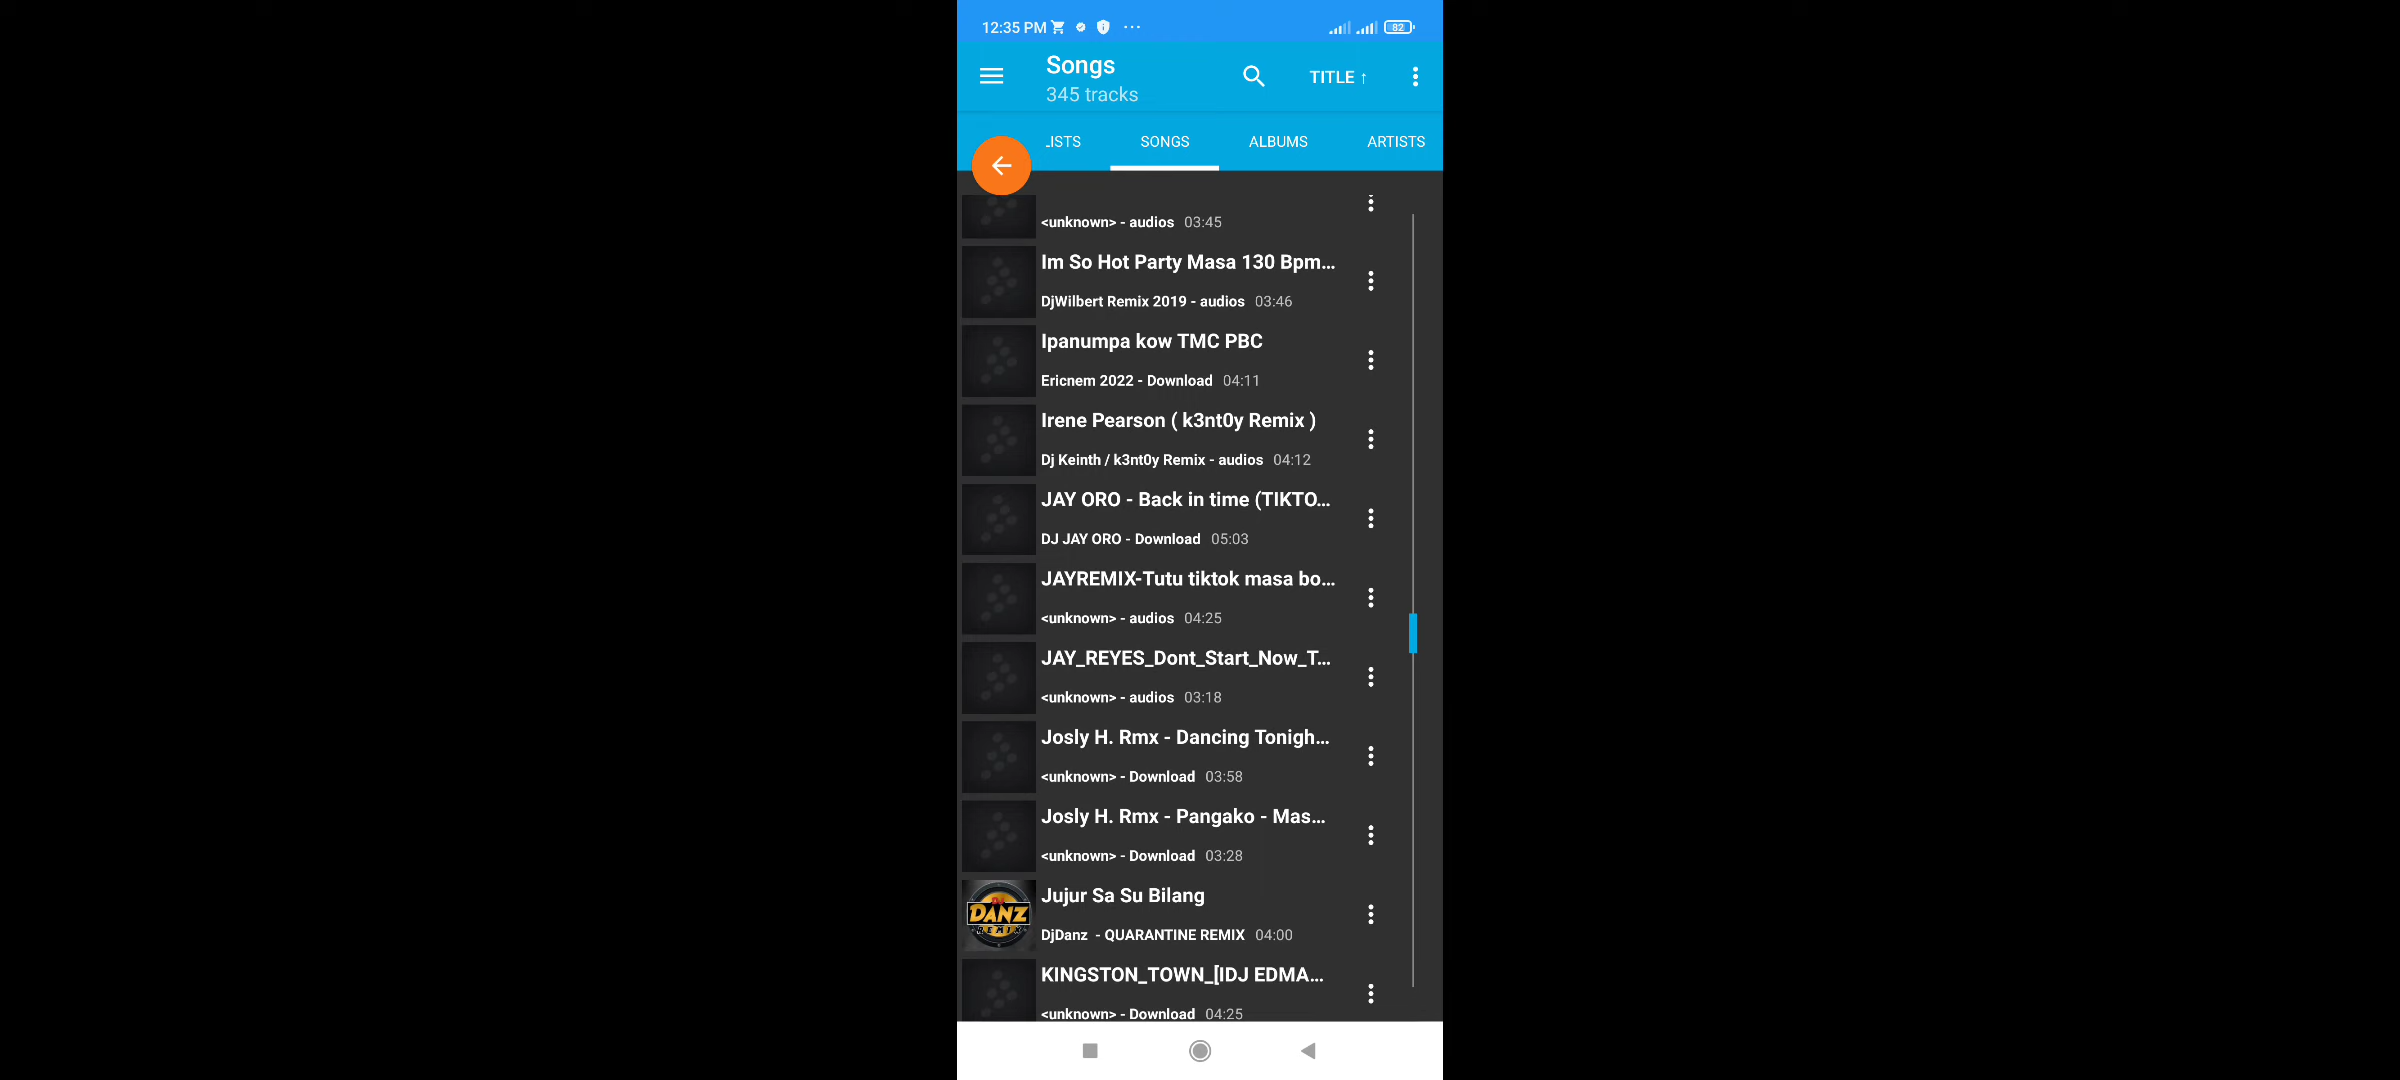 12:35 PM
82
Songs
345 tracks
TITLE ↑
LISTS SONGS ALBUMS ARTISTS
<unknown> - audios 03:45
Im So Hot Party Masa 130 Bpm...
DjWilbert Remix 2019 - audios 03:46
Ipanumpa kow TMC PBC
Ericnem 2022 - Download 04:11
Irene Pearson ( k3nt0y Remix )
Dj Keinth / k3nt0y Remix - audios 04:12
JAY ORO - Back in time (TIKTO...
DJ JAY ORO - Download 05:03
JAYREMIX-Tutu tiktok masa bo...
<unknown> - audios 04:25
JAY_REYES_Dont_Start_Now_T...
<unknown> - audios 03:18
Josly H. Rmx - Dancing Tonigh...
<unknown> - Download 03:58
Josly H. Rmx - Pangako - Mas...
<unknown> - Download 03:28
DANZ
REMIX
Jujur Sa Su Bilang
DjDanz - QUARANTINE REMIX 04:00
KINGSTON_TOWN_[IDJ EDMA...
<unknown> - Download 04:25